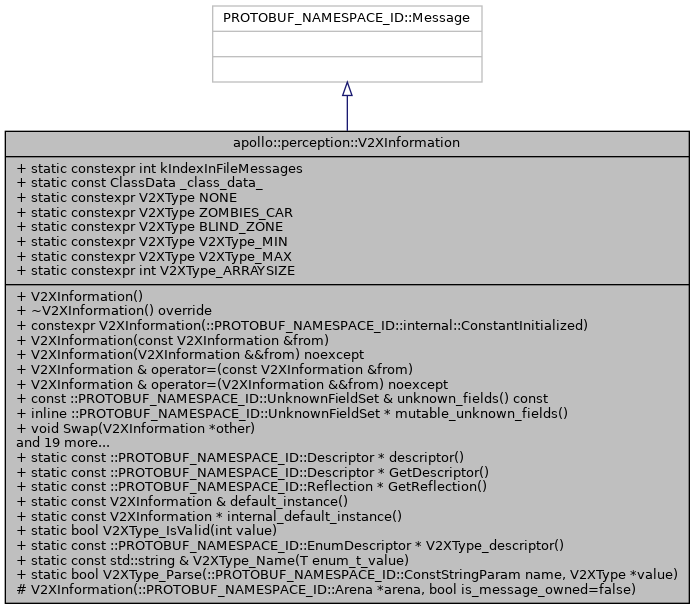 PROTOBUF_NAMESPACE_ID::Message
apollo::perception::V2XInformation
+ static constexpr int kIndexInFileMessages
+ static const ClassData _class_data_
+ static constexpr V2XType NONE
+ static constexpr V2XType ZOMBIES_CAR
+ static constexpr V2XType BLIND_ZONE
+ static constexpr V2XType V2XType_MIN
+ static constexpr V2XType V2XType_MAX
+ static constexpr int V2XType_ARRAYSIZE
+ V2XInformation()
+ ~V2XInformation() override
+ constexpr V2XInformation(::PROTOBUF_NAMESPACE_ID::internal::ConstantInitialized)
+ V2XInformation(const V2XInformation &from)
+ V2XInformation(V2XInformation &&from) noexcept
+ V2XInformation & operator=(const V2XInformation &from)
+ V2XInformation & operator=(V2XInformation &&from) noexcept
+ const ::PROTOBUF_NAMESPACE_ID::UnknownFieldSet & unknown_fields() const
+ inline ::PROTOBUF_NAMESPACE_ID::UnknownFieldSet * mutable_unknown_fields()
+ void Swap(V2XInformation *other)
and 19 more...
+ static const ::PROTOBUF_NAMESPACE_ID::Descriptor * descriptor()
+ static const ::PROTOBUF_NAMESPACE_ID::Descriptor * GetDescriptor()
+ static const ::PROTOBUF_NAMESPACE_ID::Reflection * GetReflection()
+ static const V2XInformation & default_instance()
+ static const V2XInformation * internal_default_instance()
+ static bool V2XType_IsValid(int value)
+ static const ::PROTOBUF_NAMESPACE_ID::EnumDescriptor * V2XType_descriptor()
+ static const std::string & V2XType_Name(T enum_t_value)
+ static bool V2XType_Parse(::PROTOBUF_NAMESPACE_ID::ConstStringParam name, V2XType *value)
# V2XInformation(::PROTOBUF_NAMESPACE_ID::Arena *arena, bool is_message_owned=false)